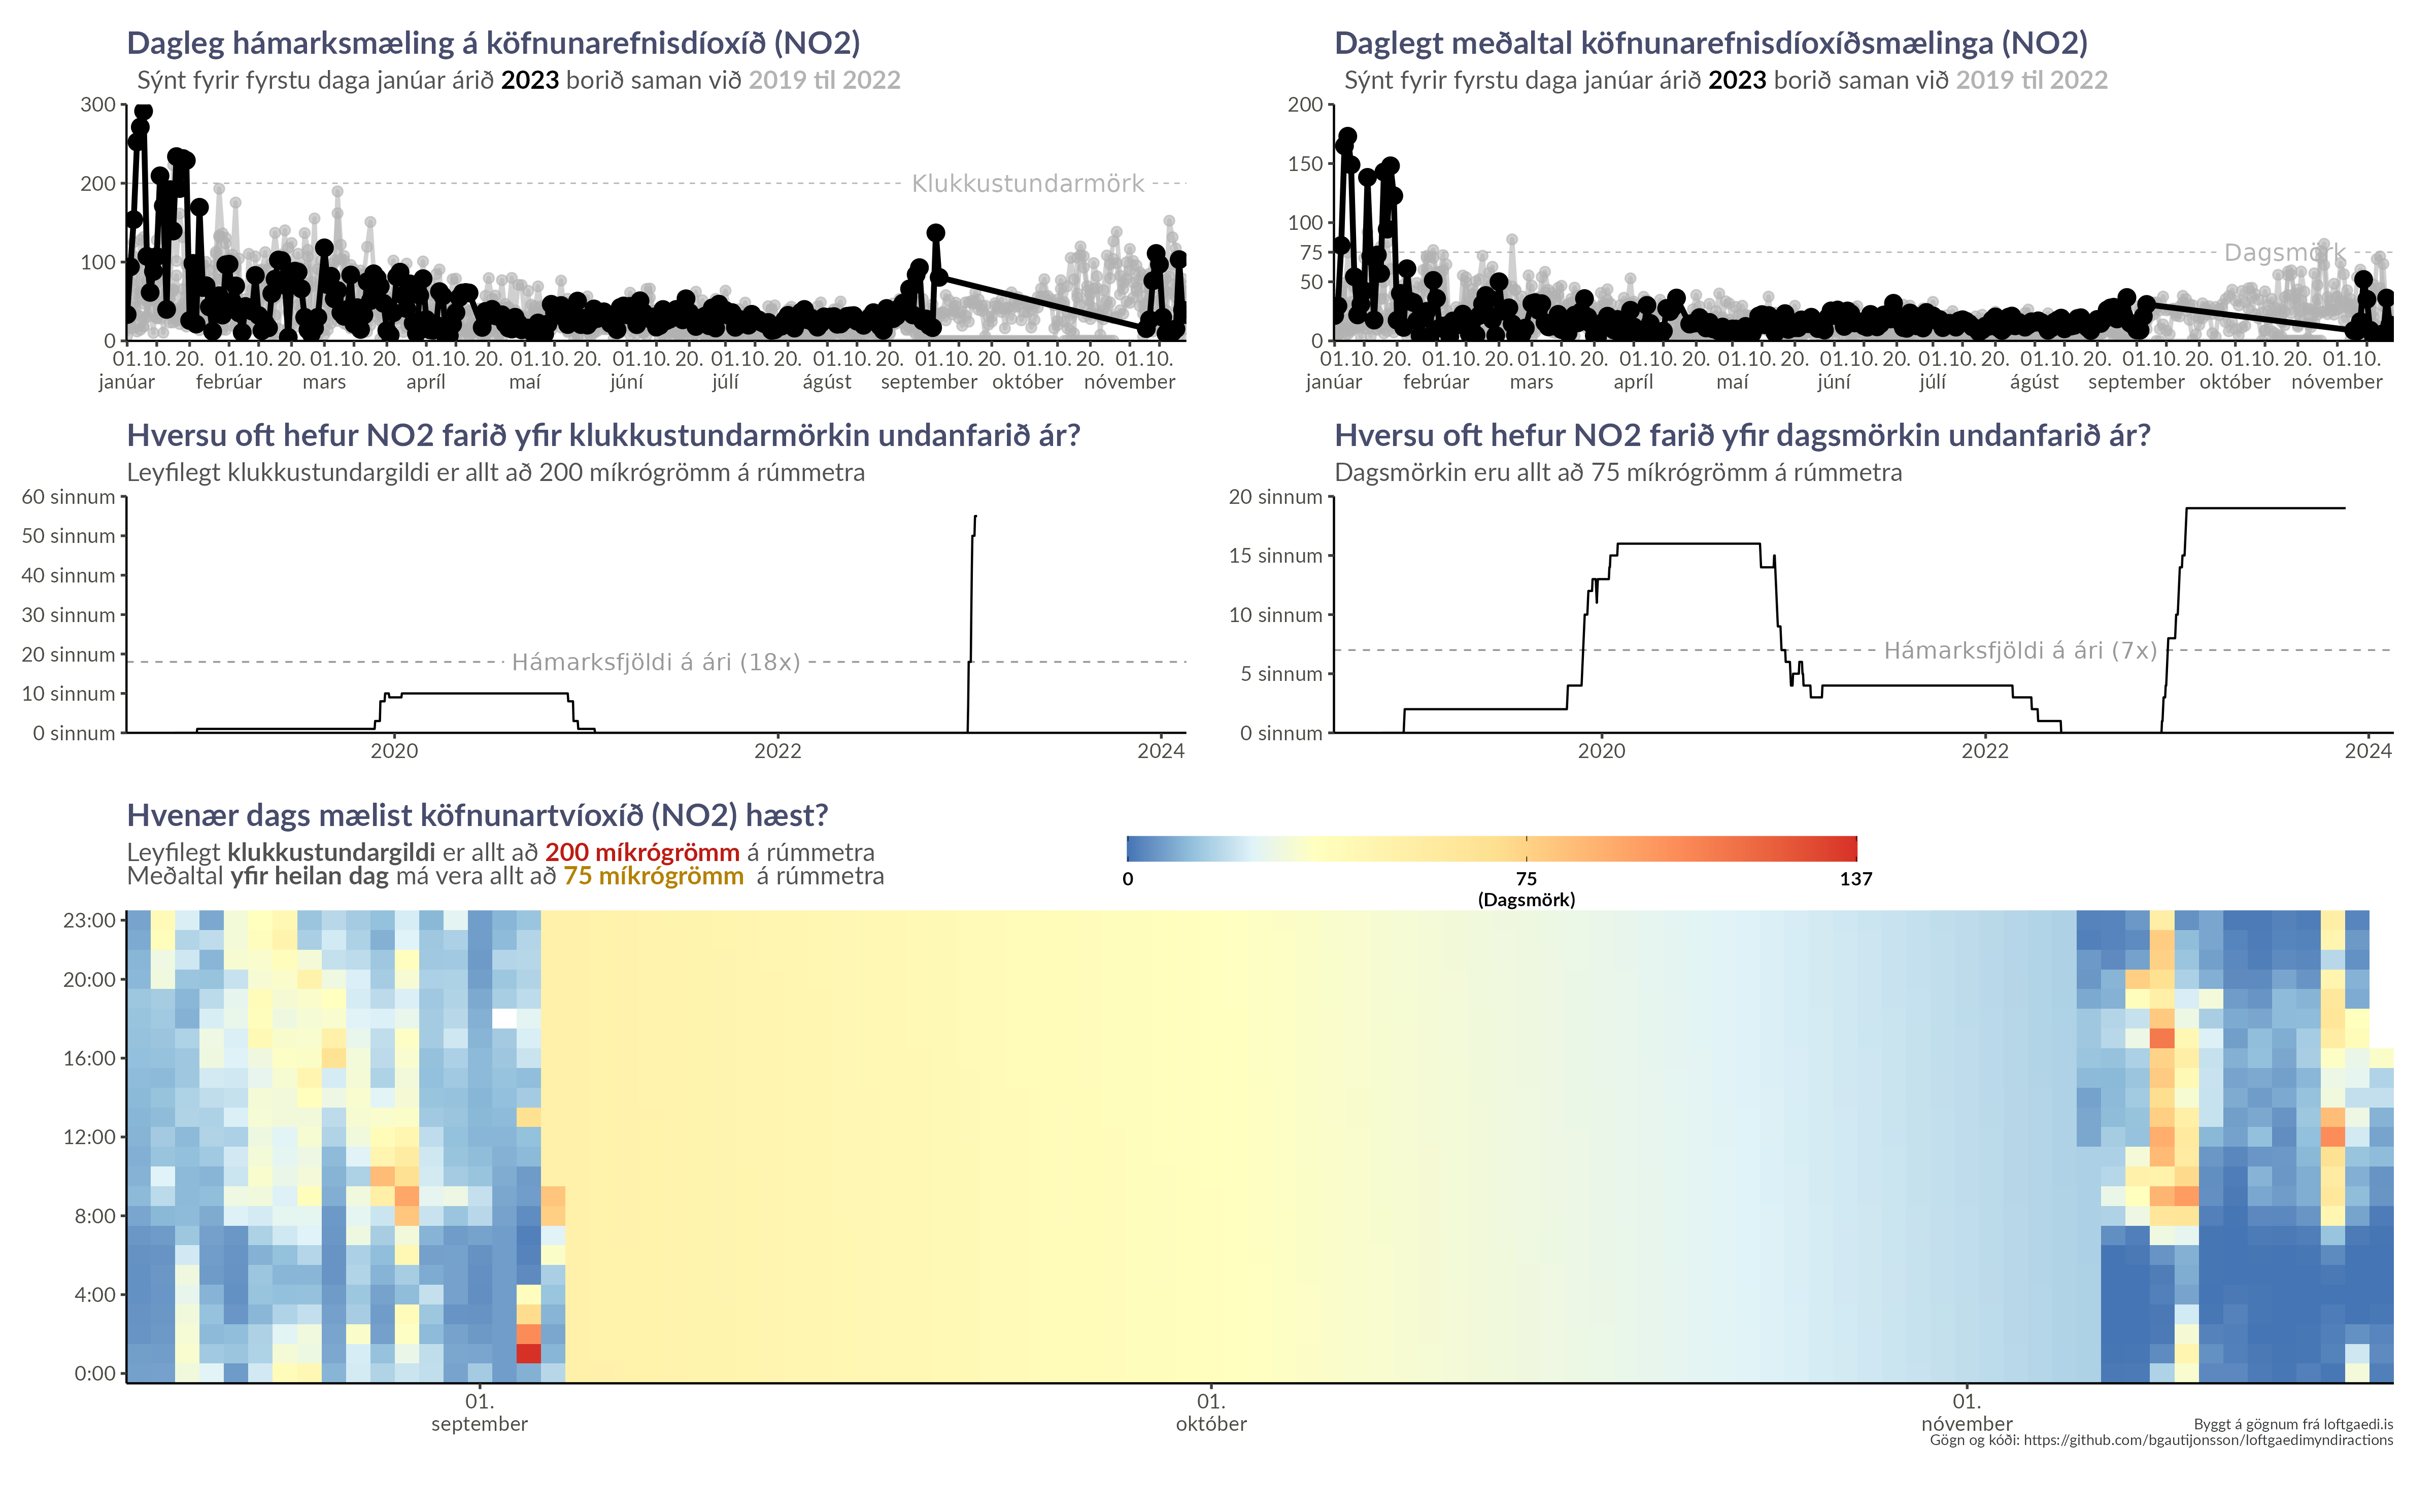 Dagleg hámarksmæling á köfnunarefnisdíoxíð (NO2)
Sýnt fyrir fyrstu daga janúar árið 2023 borið saman við 2019 til 2022
300
200
100
0
Klukkustundarmörk
01. 10. 20. 01. 10. 20. 01. 10. 20. 01. 10. 20. 01. 10. 20. 01. 10. 20. 01. 10. 20. 01. 10. 20. 01. 10. 20. 01. 10. 20. 01. 10.
janúar febrúar mars apríl maí júní júlí ágúst september október nóvember
Daglegt meðaltal köfnunarefnisdíoxíðsmælinga (NO2)
Sýnt fyrir fyrstu daga janúar árið 2023 borið saman við 2019 til 2022
200
150
100
75
50
0
Dagsmörk
01. 10. 20. 01. 10. 20. 01. 10. 20. 01. 10. 20. 01. 10. 20. 01. 10. 20. 01. 10. 20. 01. 10. 20. 01. 10. 20. 01. 10. 20. 01. 10.
janúar febrúar mars apríl maí júní júlí ágúst september október nóvember
Hversu oft hefur NO2 farið yfir klukkustundarmörkin undanfarið ár?
Leyfilegt klukkustundargildi er allt að 200 míkrógrömm á rúmmetra
60 sinnum
50 sinnum
40 sinnum
30 sinnum
20 sinnum
10 sinnum
0 sinnum
Hámarksfjöldi á ári (18x)
2020 2022 2024
Hversu oft hefur NO2 farið yfir dagsmörkin undanfarið ár?
Dagsmörkin eru allt að 75 míkrógrömm á rúmmetra
20 sinnum
15 sinnum
10 sinnum
5 sinnum
0 sinnum
Hámarksfjöldi á ári (7x)
2020 2022 2024
Hvenær dags mælist köfnunartvíoxíð (NO2) hæst?
Leyfilegt klukkustundargildi er allt að 200 míkrógrömm á rúmmetra
Meðaltal yfir heilan dag má vera allt að 75 míkrógrömm á rúmmetra
0 75 137
(Dagsmörk)
23:00
20:00
16:00
12:00
8:00
4:00
0:00
01. 01. 01.
september október nóvember
Byggt á gögnum frá loftgaedi.is
Gögn og kóði: https://github.com/bgautijonsson/loftgaedimyndiractions